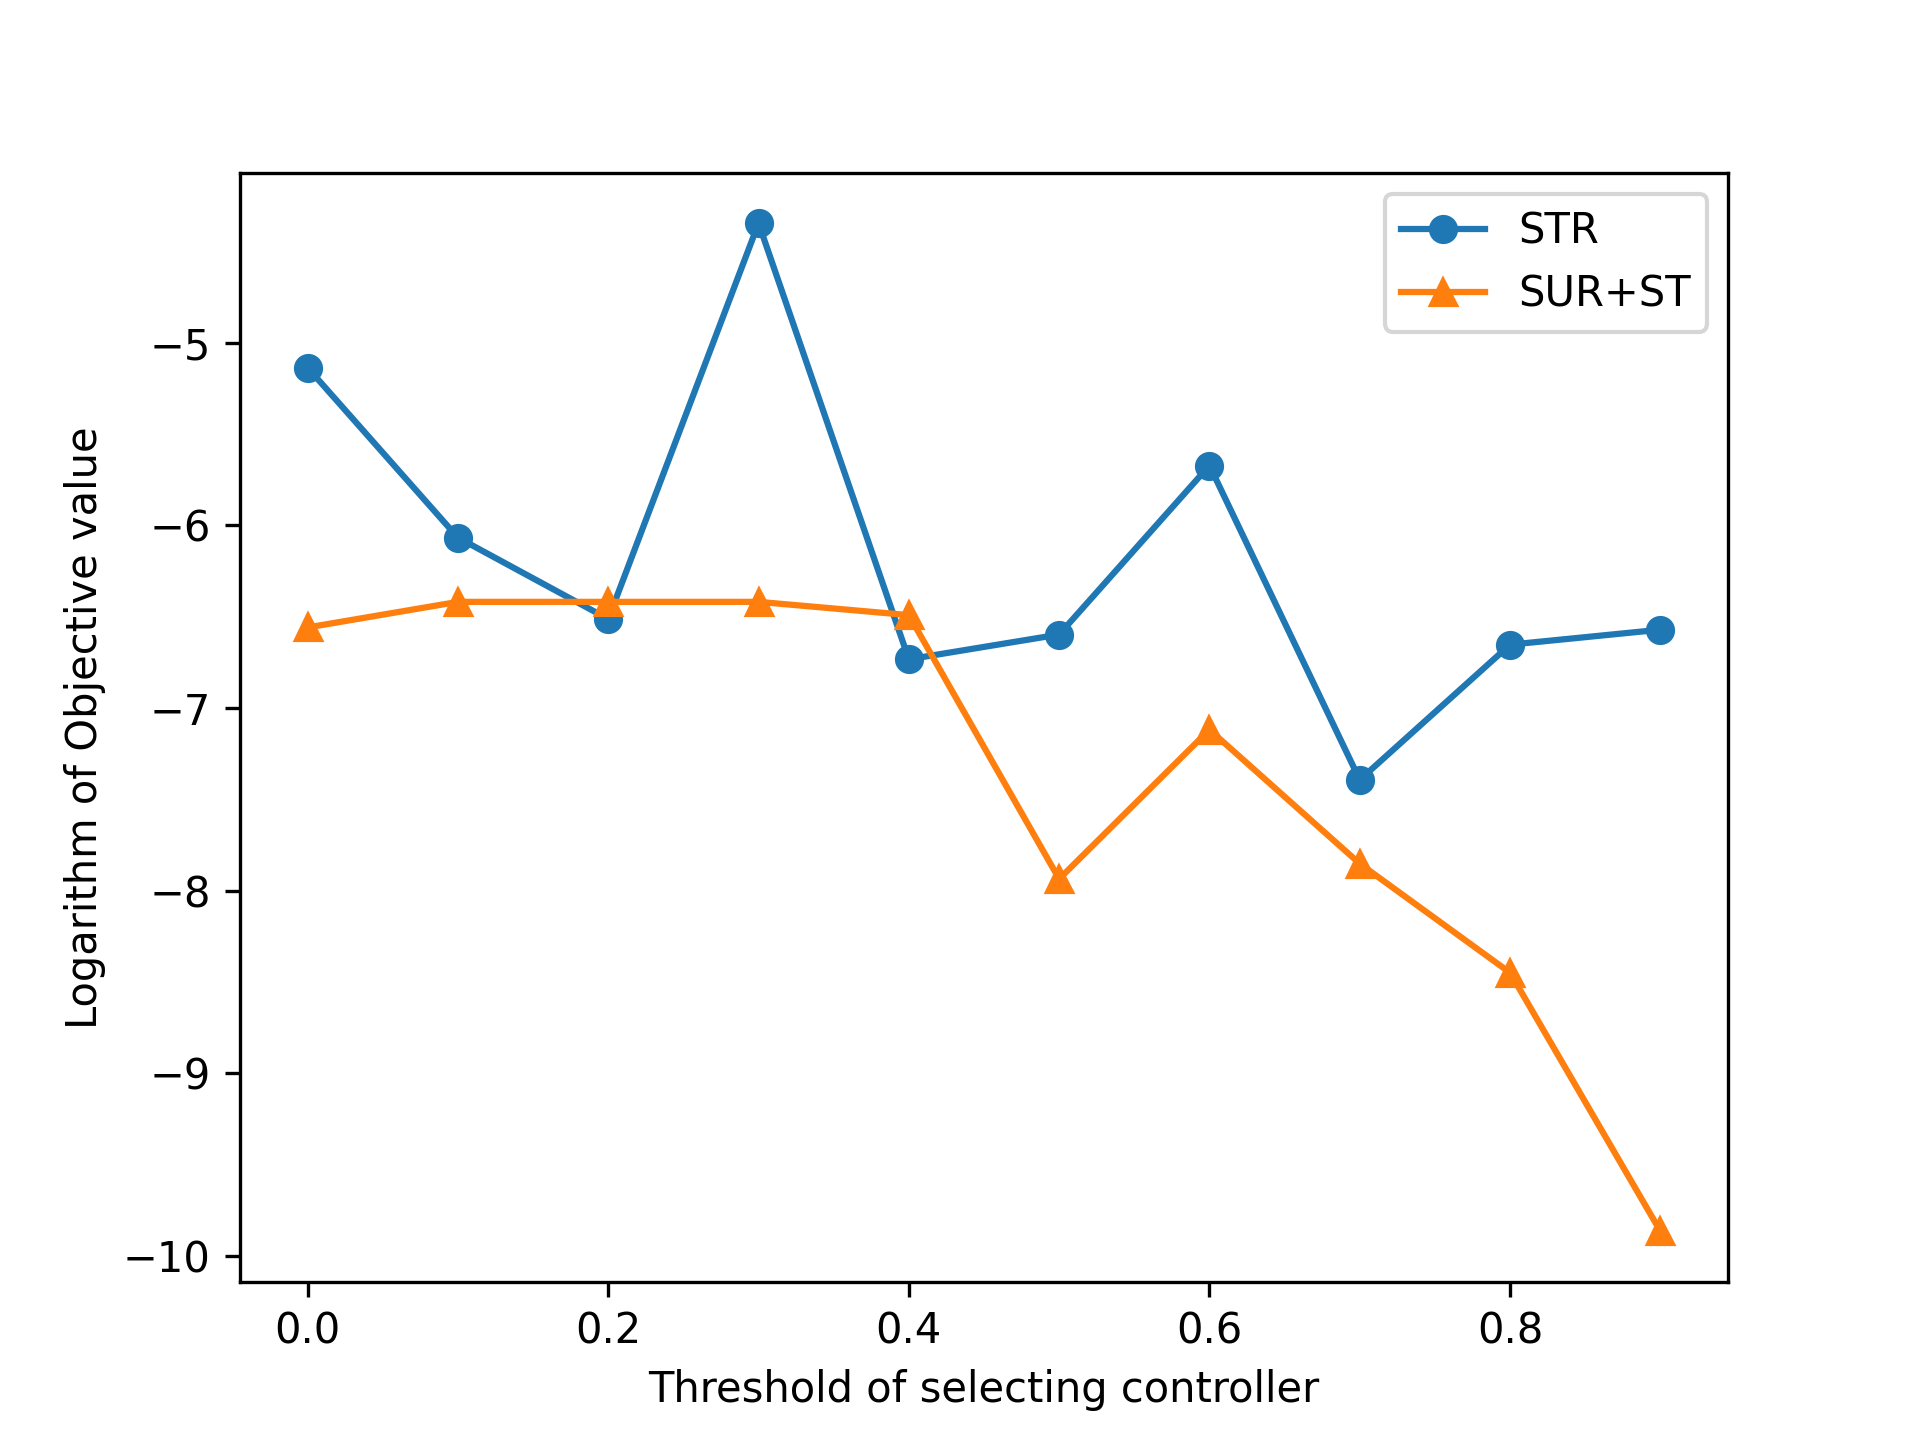 STR
SUR+ST
−5
−6
−7
−8
−9
−10
Logarithm of Objective value
0.0 0.2 0.4 0.6 0.8
Threshold of selecting controller